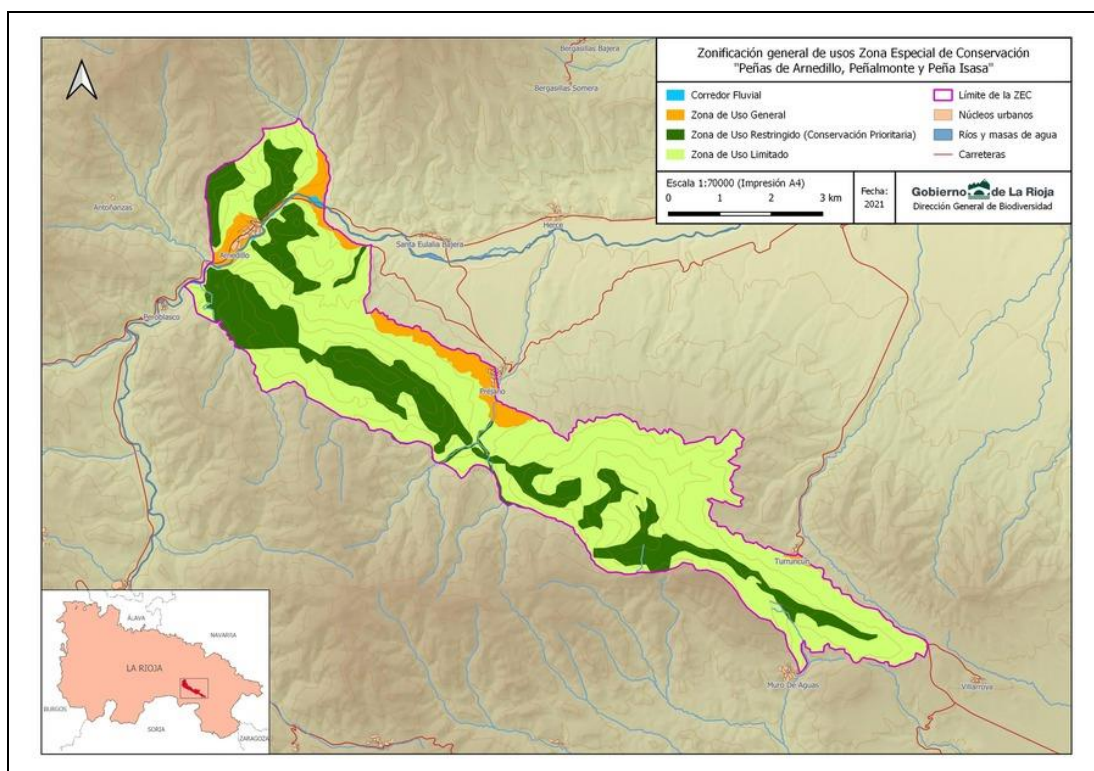 Zonificación general de usos Zona Especial de Conservación
"Peñas de Arnedillo, Peñalmonte y Peña Isasa"
Corredor Fluvial
Zona de Uso General
Zona de Uso Restringido (Conservación Prioritaria)
Zona de Uso Limitado
Límite de la ZEC
Núcleos urbanos
Ríos y masas de agua
Carreteras
Escala 1:70000 (Impresión A4)
0 1 2 3 km
Fecha:
2021
Gobierno de La Rioja
Dirección General de Biodiversidad
Bergasillas Bajera
Bergasillas Somera
Antoñanzas
Arnedillo
Santa Eulalia Bajera
Herce
Peroblasco
Préjano
Turruncún
Muro De Aguas
Villarroya
ÁLAVA
NAVARRA
LA RIOJA
BURGOS
SORIA
ZARAGOZA